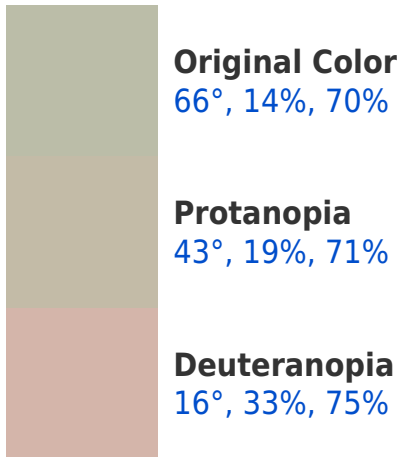 Original Color
66°, 14%, 70%
Protanopia
43°, 19%, 71%
Deuteranopia
16°, 33%, 75%